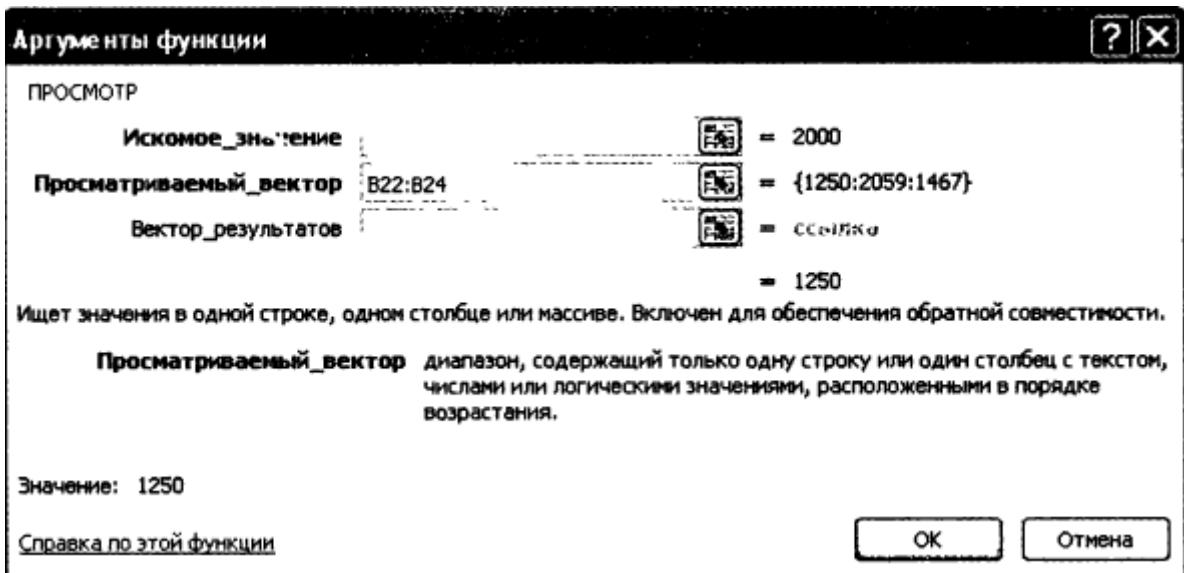 Аргументы функции
ПРОСМОТР
Искомое_значение = 2000
Просматриваемый_вектор B22:B24 = {1250:2059:1467}
Вектор_результатов = ссылка
= 1250
Ищет значения в одной строке, одном столбце или массиве. Включен для обеспечения обратной совместимости.
Просматриваемый_вектор диапазон, содержащий только одну строку или один столбец с текстом,
числами или логическими значениями, расположенными в порядке
возрастания.
Значение: 1250
Справка по этой функции
ОК Отмена